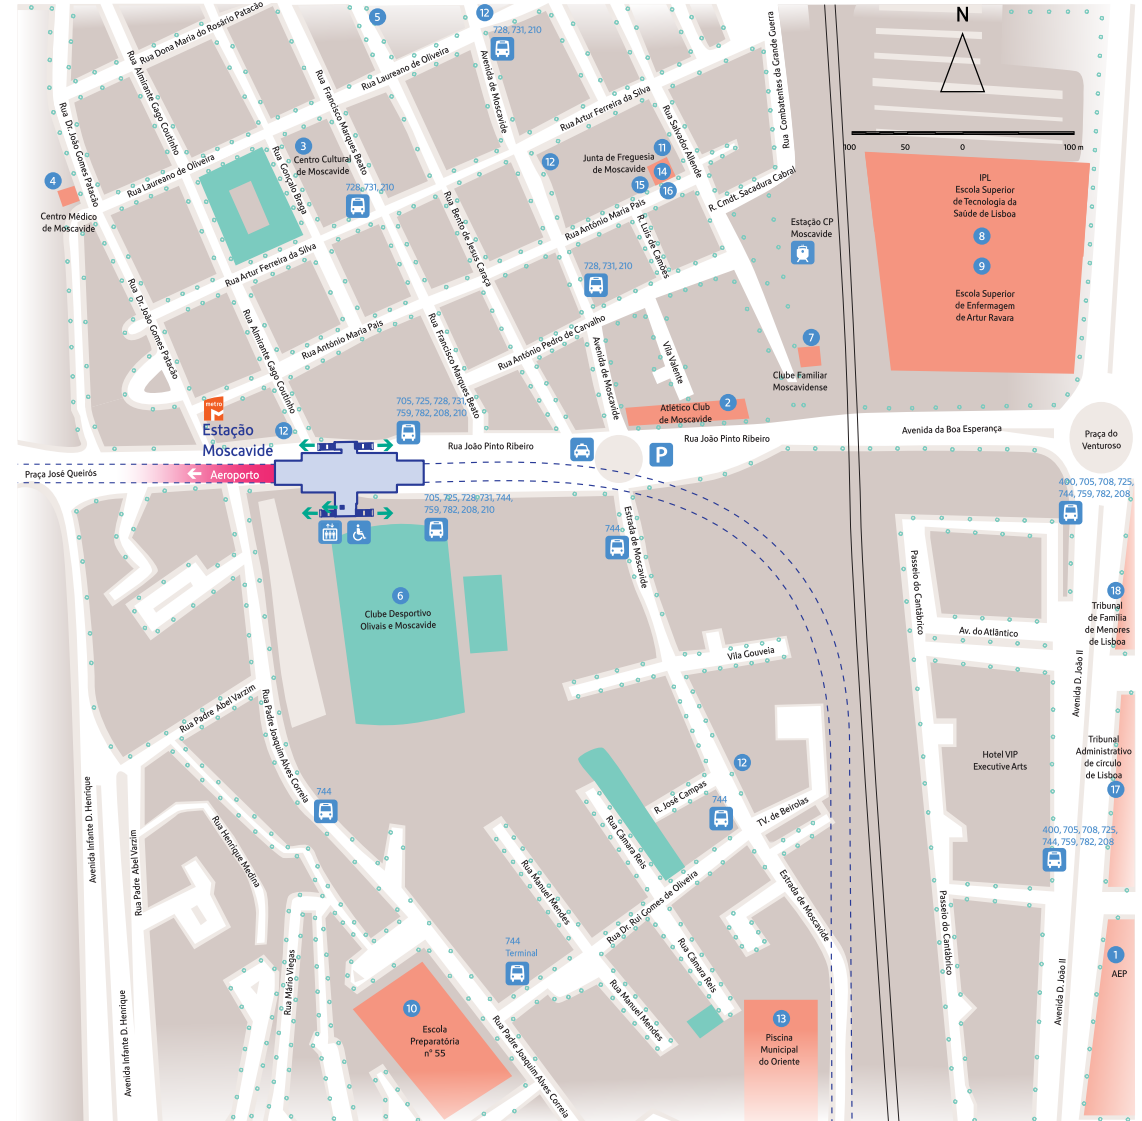 5
12
728, 731, 210
N
Rua Dona Maria do Rosário Patacão
Rua Almirante Gago Coutinho
Rua Laureano de Oliveira
Rua Francisco Marques Beato
Avenida de Moscavide
Rua Artur Ferreira da Silva
Rua Combatentes da Grande Guerra
Rua Dr. João Gomes Patacão
Rua Salvador Allende
100
50
0
100 m
3
Centro Cultural
de Moscavide
11
12
Junta de Freguesia
de Moscavide
14
15
16
Rua Laureano de Oliveira
Rua Gonçalo Braga
728, 731, 210
4
Centro Médico
de Moscavide
R. Cmdt. Sacadura Cabral
IPL
Escola Superior
de Tecnologia da
Saúde de Lisboa
8
9
Escola Superior
de Enfermagem
de Artur Ravara
Rua Bento de Jesus Caraça
Rua António Maria Pais
R. Luis de Camões
Estação CP
Moscavide
Rua Artur Ferreira da Silva
728, 731, 210
Rua Dr. João Gomes Patacão
Rua Almirante Gago Coutinho
Rua António Maria Pais
Rua Francisco Marques Beato
Rua António Pedro de Carvalho
Avenida de Moscavide
Vila Valente
7
Clube Familiar
Moscavidense
metro
Estação
Moscavide
12
705, 725, 728, 731
759, 782, 208, 210
2
Atlético Club
de Moscavide
Rua João Pinto Ribeiro
P
Rua João Pinto Ribeiro
Avenida da Boa Esperança
Praça do
Venturoso
Praça José Queirós
Aeroporto
705, 725, 728, 731, 744,
759, 782, 208, 210
400, 705, 708, 725,
744, 759, 782, 208
744
Estrada de Moscavide
6
Clube Desportivo
Olivais e Moscavide
Passeio do Cantábrico
Av. do Atlântico
18
Tribunal
de Família
de Menores
de Lisboa
Vila Gouveia
Avenida D. João II
Rua Padre Abel Varzim
Rua Padre Joaquim Alves Correia
Hotel VIP
Executive Arts
Tribunal
Administrativo
de círculo
de Lisboa
17
12
744
R. José Campas
744
TV. de Beirolas
Avenida Infante D. Henrique
Rua Padre Abel Varzim
Rua Henrique Medina
Rua Câmara Reis
400, 705, 708, 725,
744, 759, 782, 208
Rua Manuel Mendes
Rua Dr. Rui Gomes de Oliveira
Estrada de Moscavide
Passeio do Cantábrico
744
Terminal
Rua Câmara Reis
1
AEP
Rua Mário Viegas
Rua Manuel Mendes
Avenida D. João II
10
Escola
Preparatória
n° 55
13
Piscina
Municipal
do Oriente
Avenida Infante D. Henrique
Rua Padre Joaquim Alves Correia